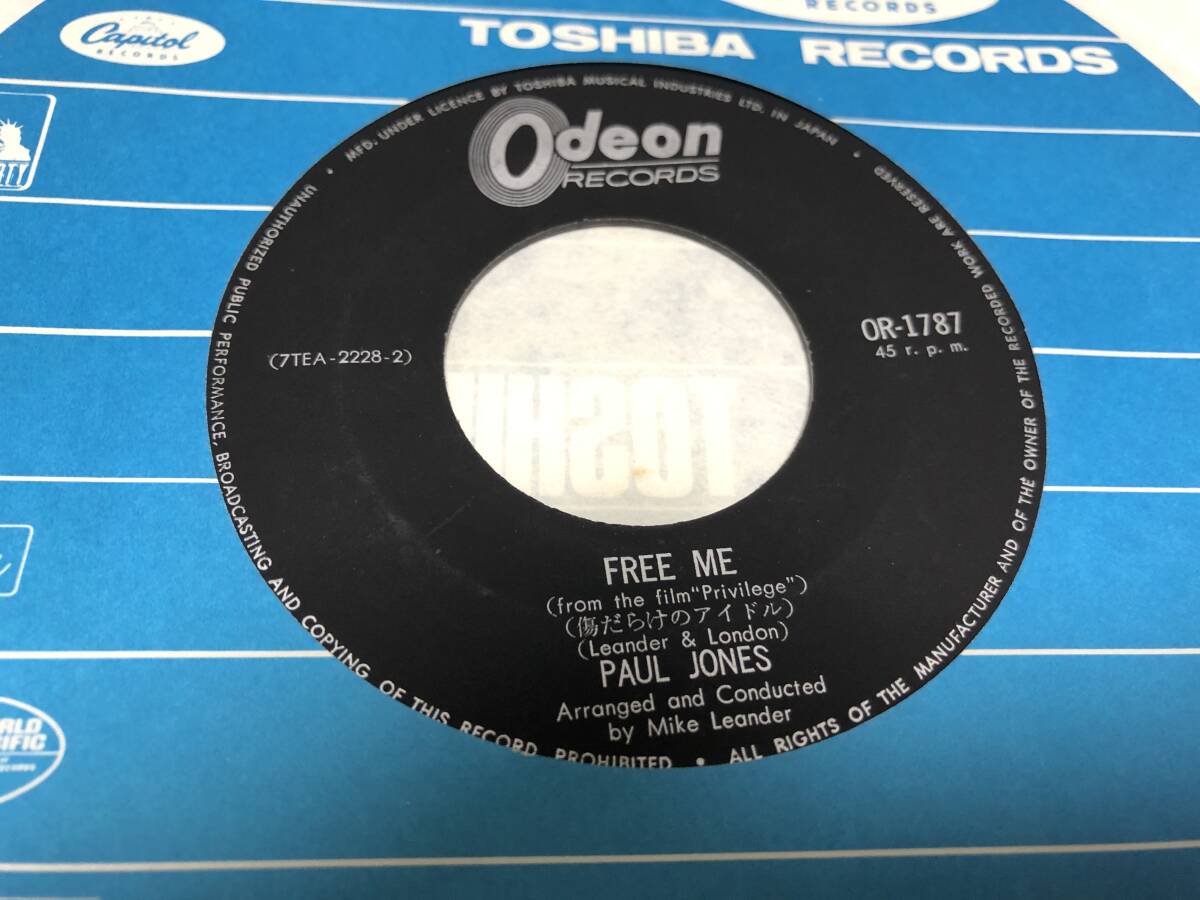 RECORDS
Capitol
RECORDS
TOSHIBA RECORDS
MFD. UNDER LICENCE BY TOSHIBA MUSICAL INDUSTRIES LTD. IN JAPAN
Odeon
RECORDS
OR-1787
45 r. p. m.
(7TEA-2228-2)
TOSHI
FREE ME
(from the film"Privilege")
(傷だらけのアイドル)
(Leander & London)
PAUL JONES
Arranged and Conducted
by Mike Leander
ALL RIGHTS OF THE MANUFACTURER AND OF THE OWNER OF THE RECORDED WORK ARE RESERVED
UNAUTHORIZED PUBLIC PERFORMANCE, BROADCASTING AND COPYING OF THIS RECORD PROHIBITED